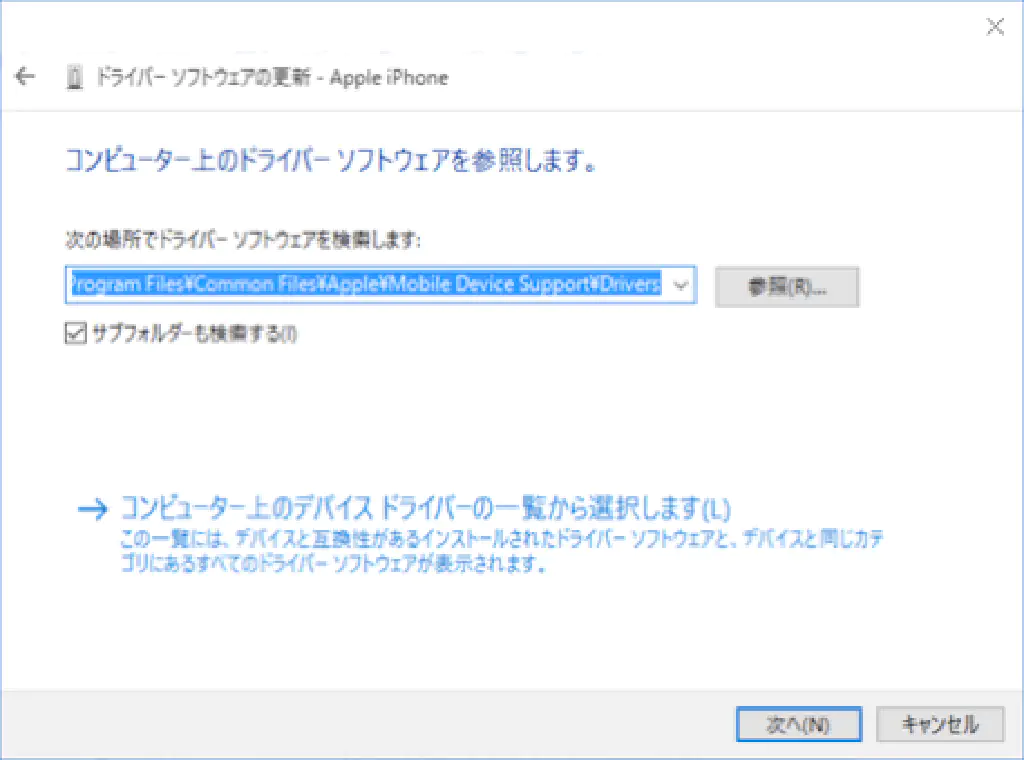 ドライバー ソフトウェアの更新 - Apple iPhone
コンピューター上のドライバー ソフトウェアを参照します。
次の場所でドライバー ソフトウェアを検索します:
Program Files¥Common Files¥Apple¥Mobile Device Support¥Drivers
参照(R)...
サブフォルダーも検索する(I)
コンピューター上のデバイス ドライバーの一覧から選択します(L)
この一覧には、デバイスと互換性があるインストールされたドライバー ソフトウェアと、デバイスと同じカテ
ゴリにあるすべてのドライバー ソフトウェアが表示されます。
次へ(N)
キャンセル